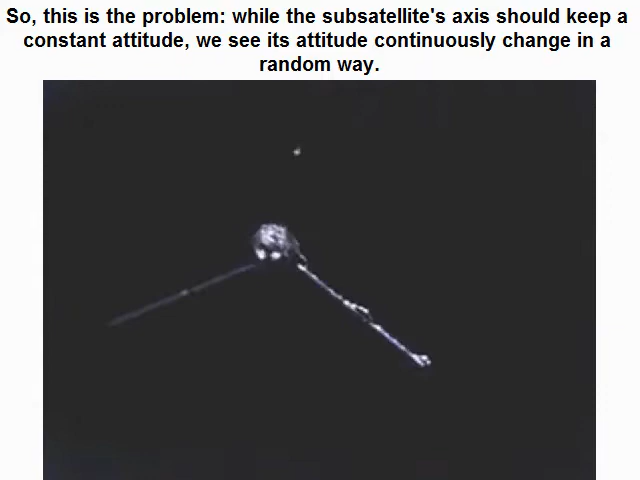 So, this is the problem: while the subsatellite's axis should keep a
constant attitude, we see its attitude continuously change in a
random way.